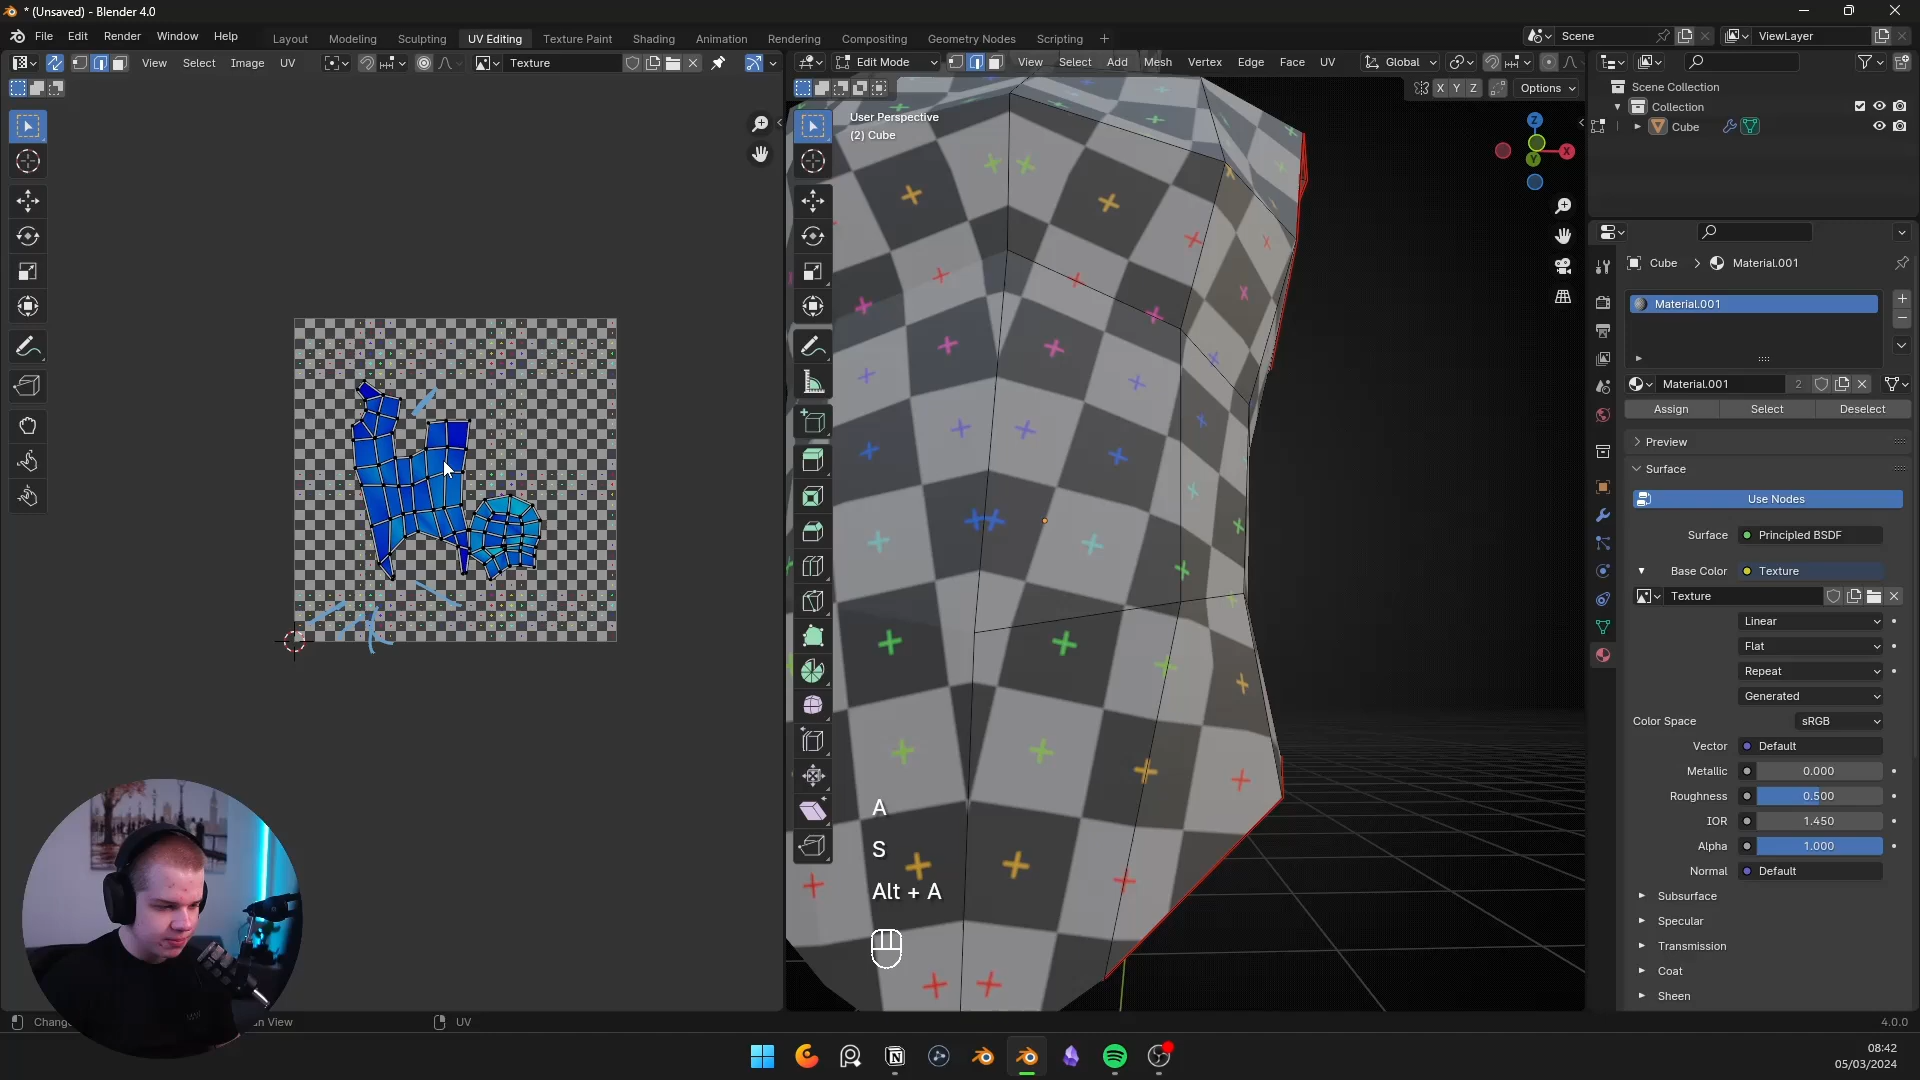 * (Unsaved) - Blender 4.0
File Edit Render Window Help
Layout Modeling Sculpting UV Editing Texture Paint Shading Animation Rendering Compositing Geometry Nodes Scripting +
Scene
ViewLayer
View Select Image UV
Texture
Edit Mode
View Select Add Mesh Vertex Edge Face UV
Global
X Y Z
Options
User Perspective
(2) Cube
Z
X
Y
Scene Collection
Collection
Cube
Cube > Material.001
Material.001
Material.001
2
Assign Select Deselect
Preview
Surface
Use Nodes
Surface Principled BSDF
Base Color Texture
Texture
Linear
Flat
Repeat
Generated
Color Space sRGB
Vector Default
Metallic 0.000
Roughness 0.500
IOR 1.450
Alpha 1.000
Normal Default
Subsurface
Specular
Transmission
Coat
Sheen
A
S
Alt + A
View
UV
4.0.0
08:42
05/03/2024